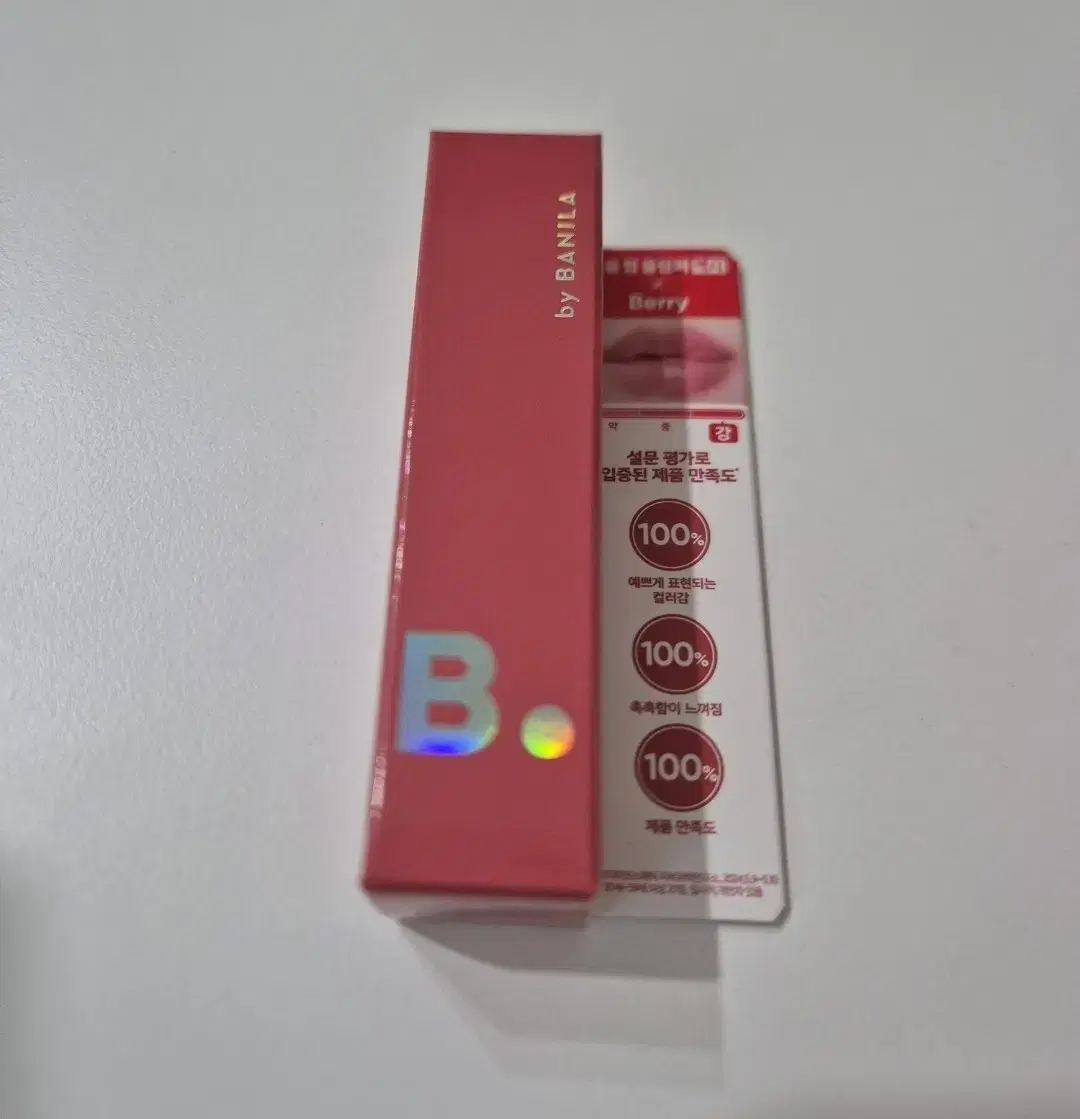 by BANILA
B.
Berry
약 중 강
설문 평가로
입증된 제품 만족도*
100%
예쁘게 표현되는
컬러감
100%
촉촉함이 느껴짐
100%
제품 만족도